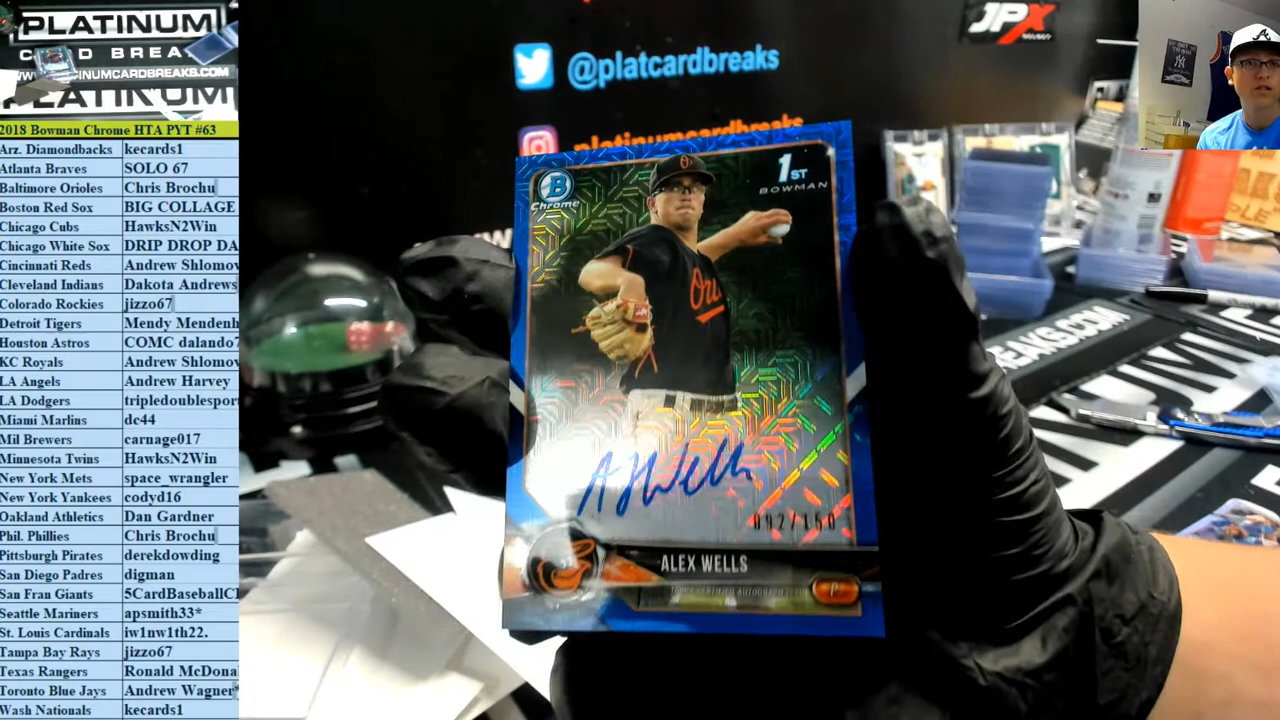 PLATINUM
2018 Bowman Chrome HTA PYT #63
Arz. Diamondbacks kecards1
Atlanta Braves SOLO 67
Baltimore Orioles Chris Brochu
Boston Red Sox BIG COLLAGE
Chicago Cubs HawksN2Win
Chicago White Sox DRIP DROP DA
Cincinnati Reds Andrew Shlomov
Cleveland Indians Dakota Andrews
Colorado Rockies jizzo67
Detroit Tigers Mendy Mendenh
Houston Astros COMC dalando7
KC Royals Andrew Shlomov
LA Angels Andrew Harvey
LA Dodgers tripledoublespor
Miami Marlins dc44
Mil Brewers carnage017
Minnesota Twins HawksN2Win
New York Mets space_wrangler
New York Yankees codyd16
Oakland Athletics Dan Gardner
Phil. Phillies Chris Brochu
Pittsburgh Pirates derekdowding
San Diego Padres digman
San Fran Giants 5CardBaseballCl
Seattle Mariners apsmith33*
St. Louis Cardinals iw1nw1th22.
Tampa Bay Rays jizzo67
Texas Rangers Ronald McDona
Toronto Blue Jays Andrew Wagner*
Wash Nationals kecards1
@platcardbreaks
platinumcardbreaks
JPX
B
Chrome
1ST
BOWMAN
A J Wells
092/150
ALEX WELLS
P